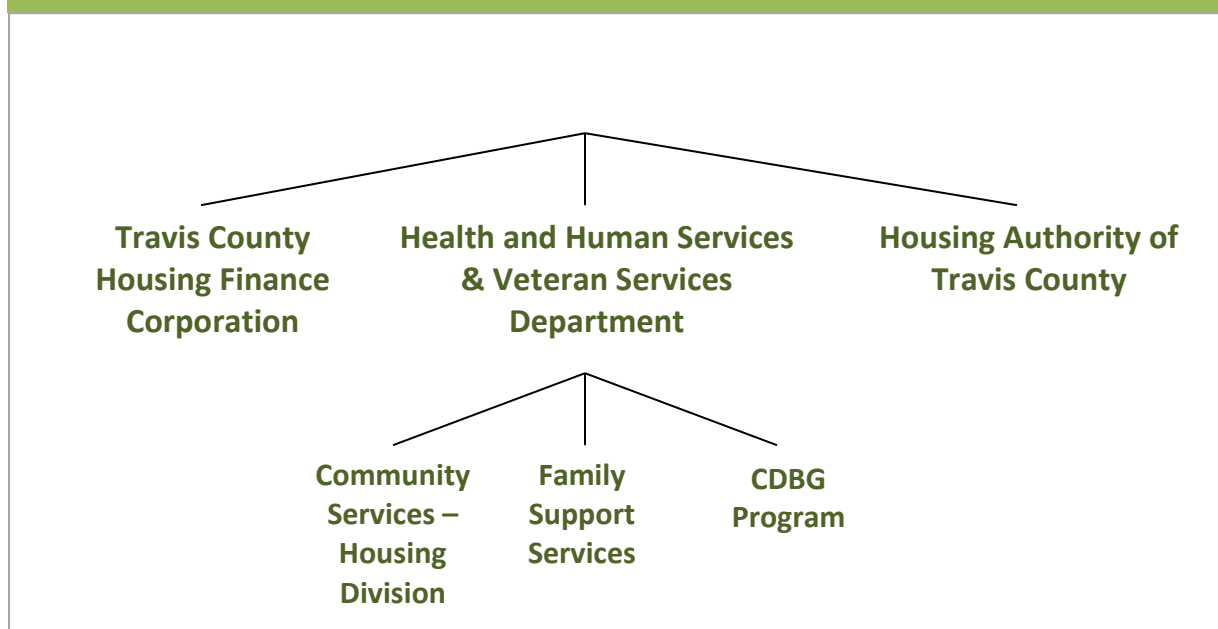 Travis County
Housing Finance
Corporation
Health and Human Services
& Veteran Services
Department
Housing Authority of
Travis County
Community
Services –
Housing
Division
Family
Support
Services
CDBG
Program